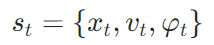 s_t = {x_t, v_t, φ_t}